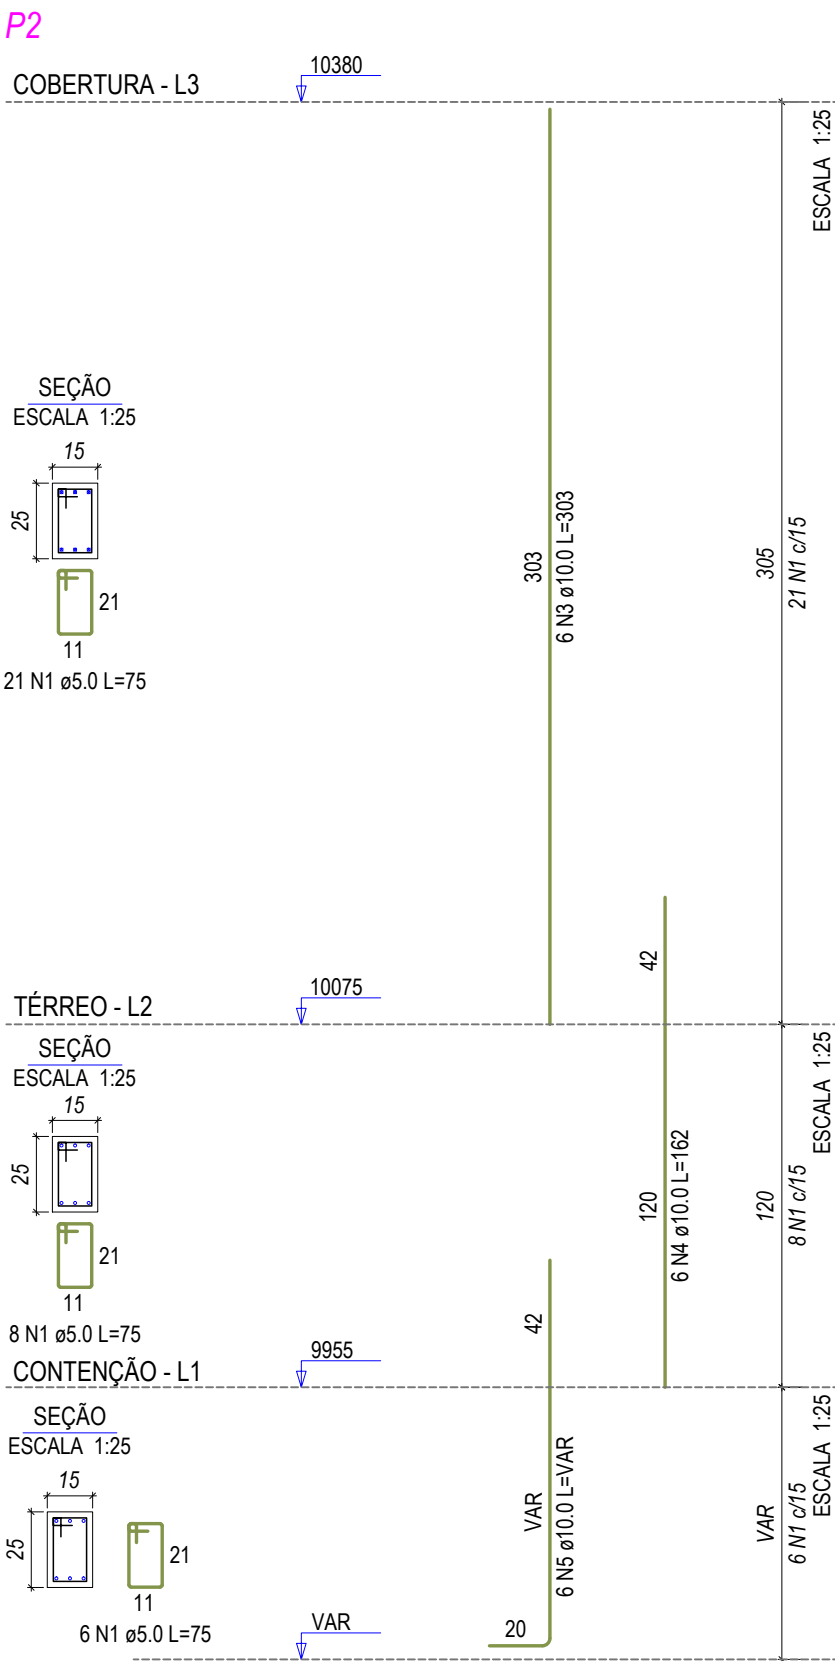 P2
10380
COBERTURA - L3
ESCALA 1:25
SEÇÃO
ESCALA 1:25
15
25
21
11
21 N1 ø5.0 L=75
303
6 N3 ø10.0 L=303
305
21 N1 c/15
42
10075
TÉRREO - L2
ESCALA 1:25
SEÇÃO
ESCALA 1:25
15
25
21
11
8 N1 ø5.0 L=75
120
6 N4 ø10.0 L=162
120
8 N1 c/15
42
9955
CONTENÇÃO - L1
ESCALA 1:25
SEÇÃO
ESCALA 1:25
15
25
21
11
6 N1 ø5.0 L=75
VAR
6 N5 ø10.0 L=VAR
VAR
6 N1 c/15
20
VAR